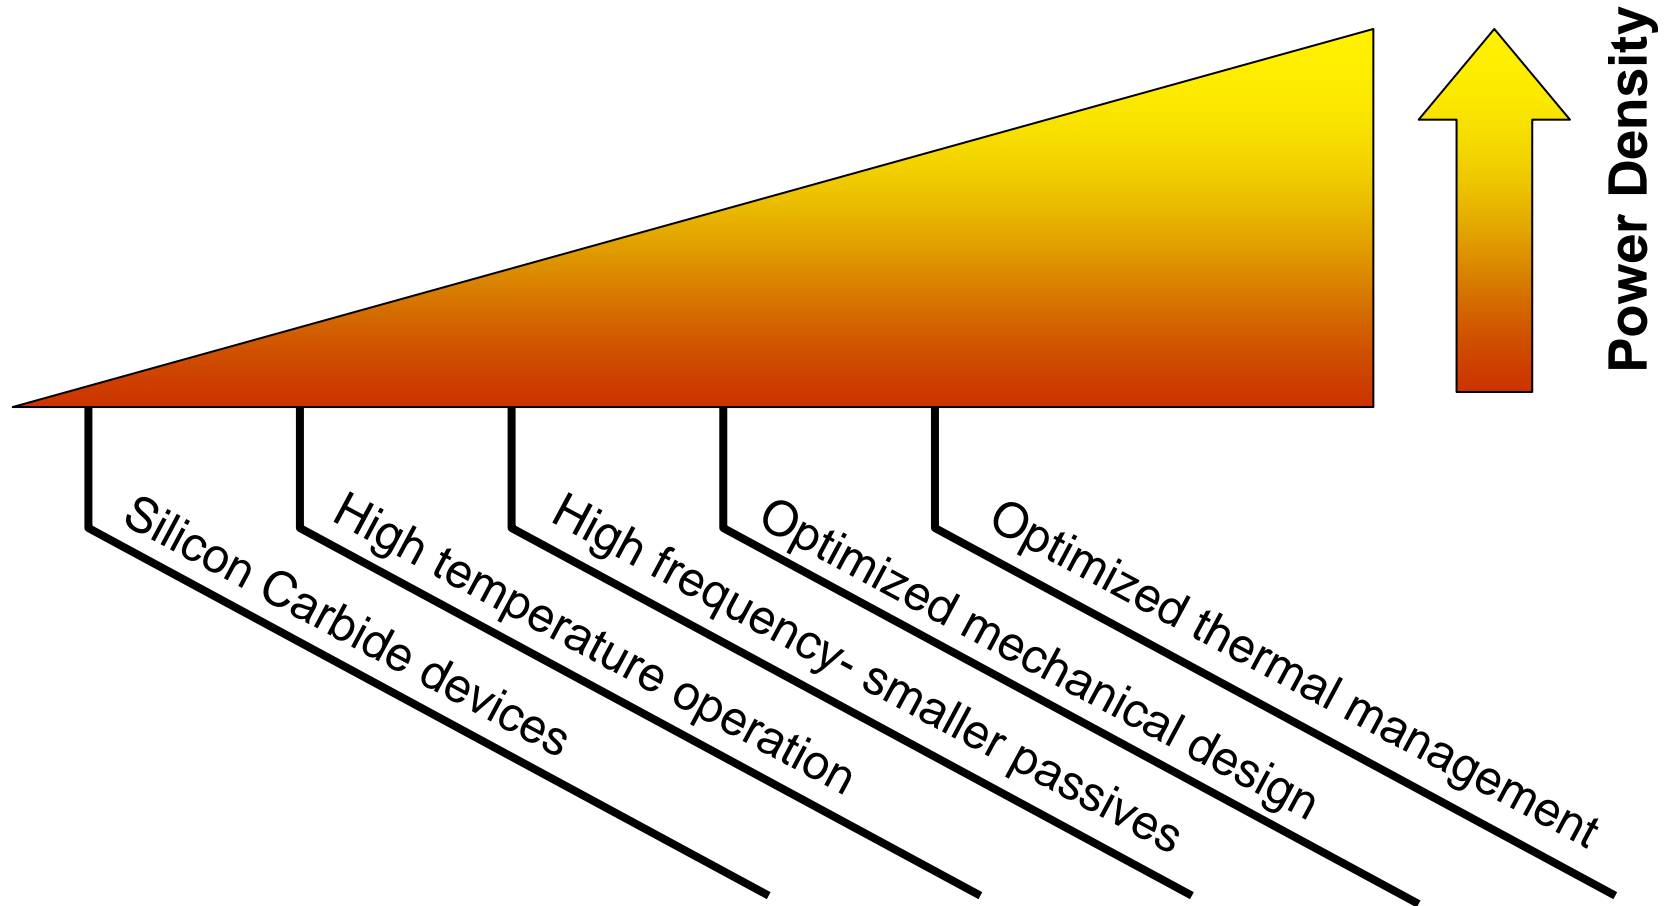 Power Density
Silicon Carbide devices
High temperature operation
High frequency- smaller passives
Optimized mechanical design
Optimized thermal management